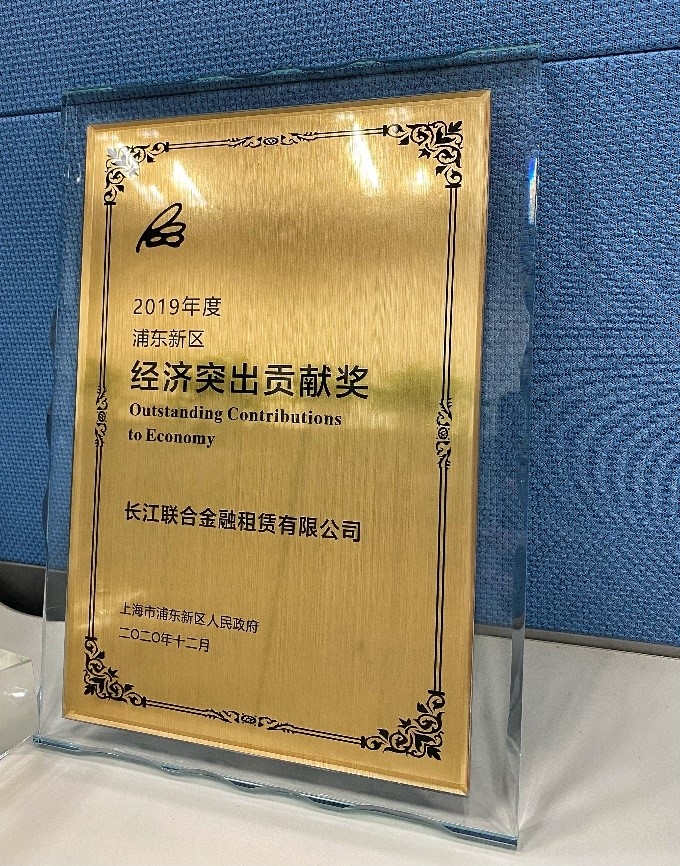 2019年度
浦东新区
经济突出贡献奖
Outstanding Contributions
to Economy
长江联合金融租赁有限公司
上海市浦东新区人民政府
二〇二〇年十二月